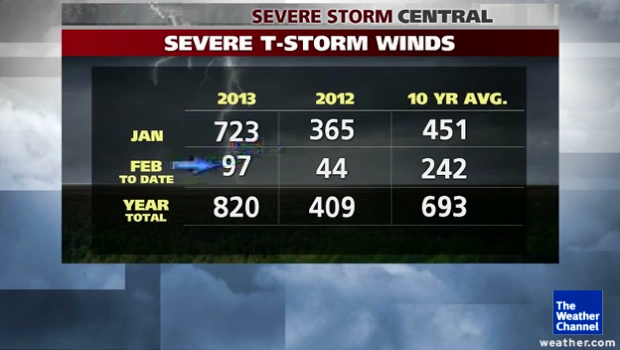 SEVERE STORM CENTRAL
SEVERE T-STORM WINDS
2013 2012 10 YR AVG.
JAN 723 365 451
FEB TO DATE 97 44 242
YEAR TOTAL 820 409 693
The
Weather
Channel
weather.com